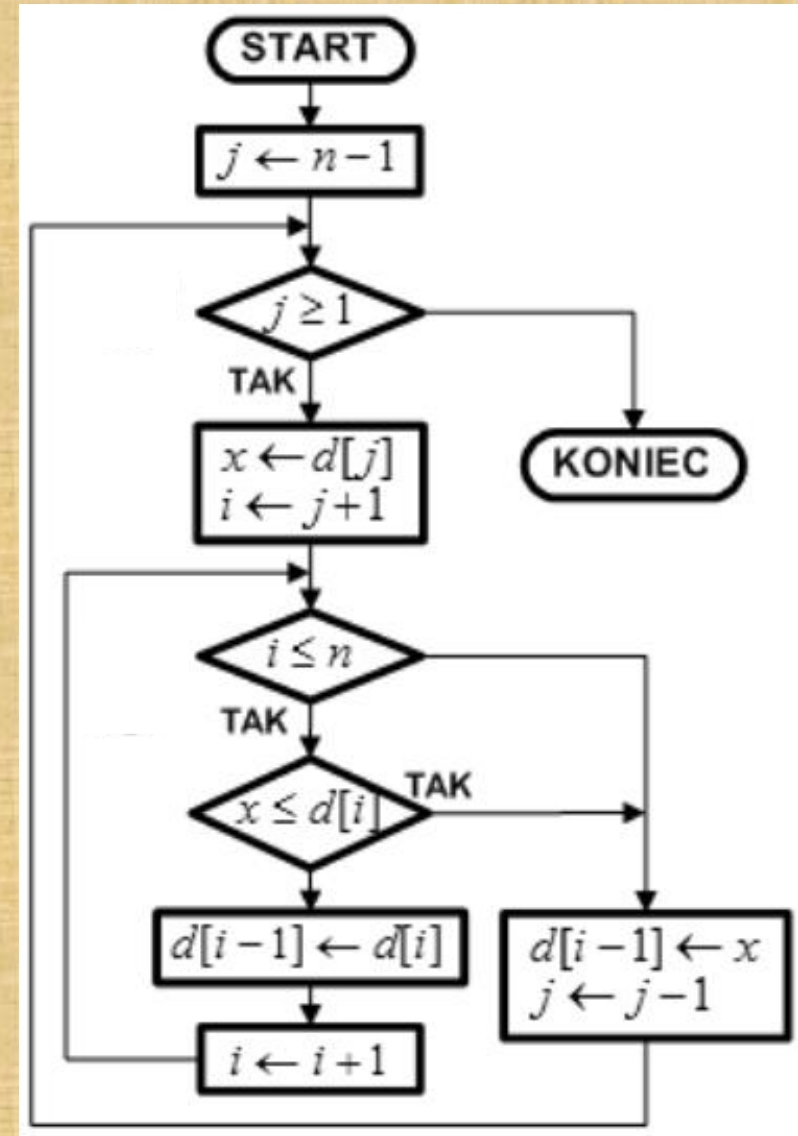 START
j ← n − 1
j ≥ 1
TAK
x ← d[j]
i ← j + 1
KONIEC
i ≤ n
TAK
x ≤ d[i]
TAK
d[i − 1] ← d[i]
i ← i + 1
d[i − 1] ← x
j ← j − 1